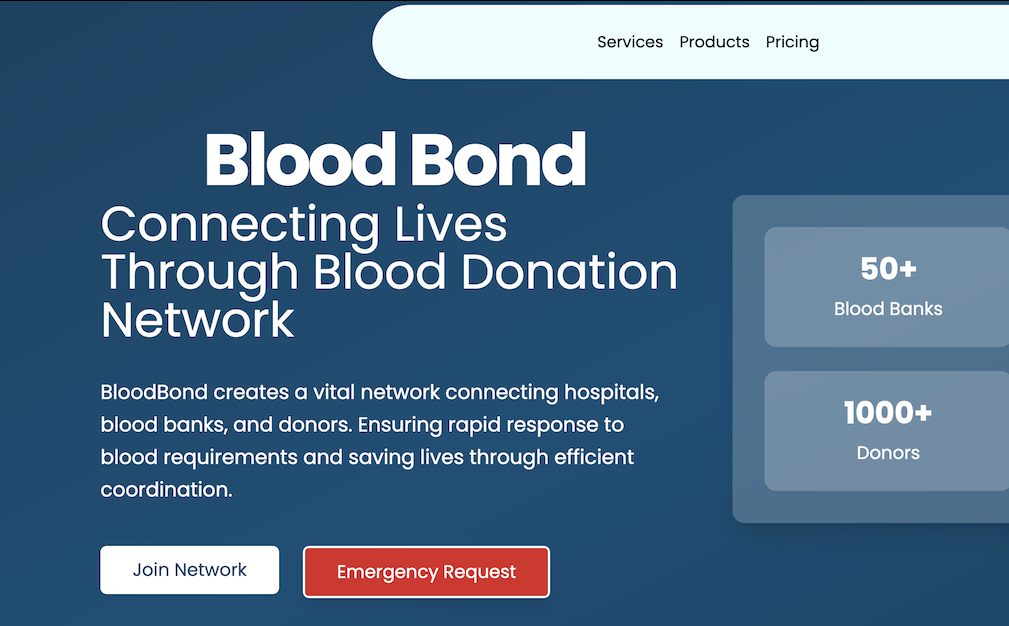 Services Products Pricing
Blood Bond
Connecting Lives
Through Blood Donation
Network
BloodBond creates a vital network connecting hospitals,
blood banks, and donors. Ensuring rapid response to
blood requirements and saving lives through efficient
coordination.
Join Network Emergency Request
50+
Blood Banks
1000+
Donors